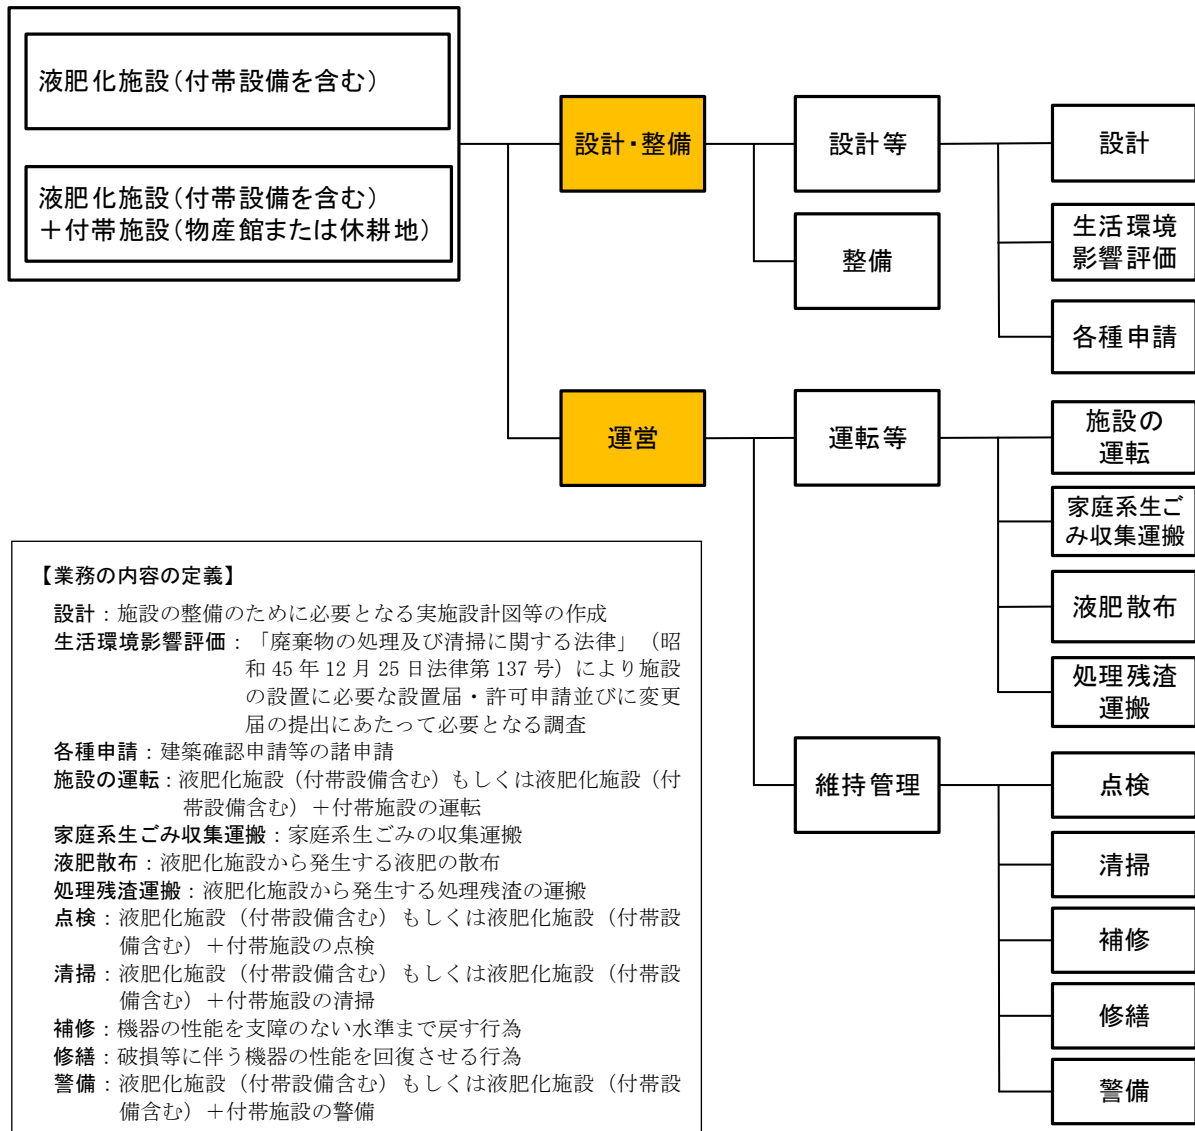 液肥化施設（付帯設備を含む）
液肥化施設（付帯設備を含む）
＋付帯施設（物産館または休耕地）
設計・整備
設計等
設計
生活環境
影響評価
各種申請
整備
運営
運転等
施設の
運転
家庭系生ご
み収集運搬
液肥散布
処理残渣
運搬
維持管理
点検
清掃
補修
修繕
警備
【業務の内容の定義】
設計：施設の整備のために必要となる実施設計図等の作成
生活環境影響評価：「廃棄物の処理及び清掃に関する法律」（昭
和 45 年 12 月 25 日法律第 137 号）により施設
の設置に必要な設置届・許可申請並びに変更
届の提出にあたって必要となる調査
各種申請：建築確認申請等の諸申請
施設の運転：液肥化施設（付帯設備含む）もしくは液肥化施設（付
帯設備含む）＋付帯施設の運転
家庭系生ごみ収集運搬：家庭系生ごみの収集運搬
液肥散布：液肥化施設から発生する液肥の散布
処理残渣運搬：液肥化施設から発生する処理残渣の運搬
点検：液肥化施設（付帯設備含む）もしくは液肥化施設（付帯設
備含む）＋付帯施設の点検
清掃：液肥化施設（付帯設備含む）もしくは液肥化施設（付帯設
備含む）＋付帯施設の清掃
補修：機器の性能を支障のない水準まで戻す行為
修繕：破損等に伴う機器の性能を回復させる行為
警備：液肥化施設（付帯設備含む）もしくは液肥化施設（付帯設
備含む）＋付帯施設の警備